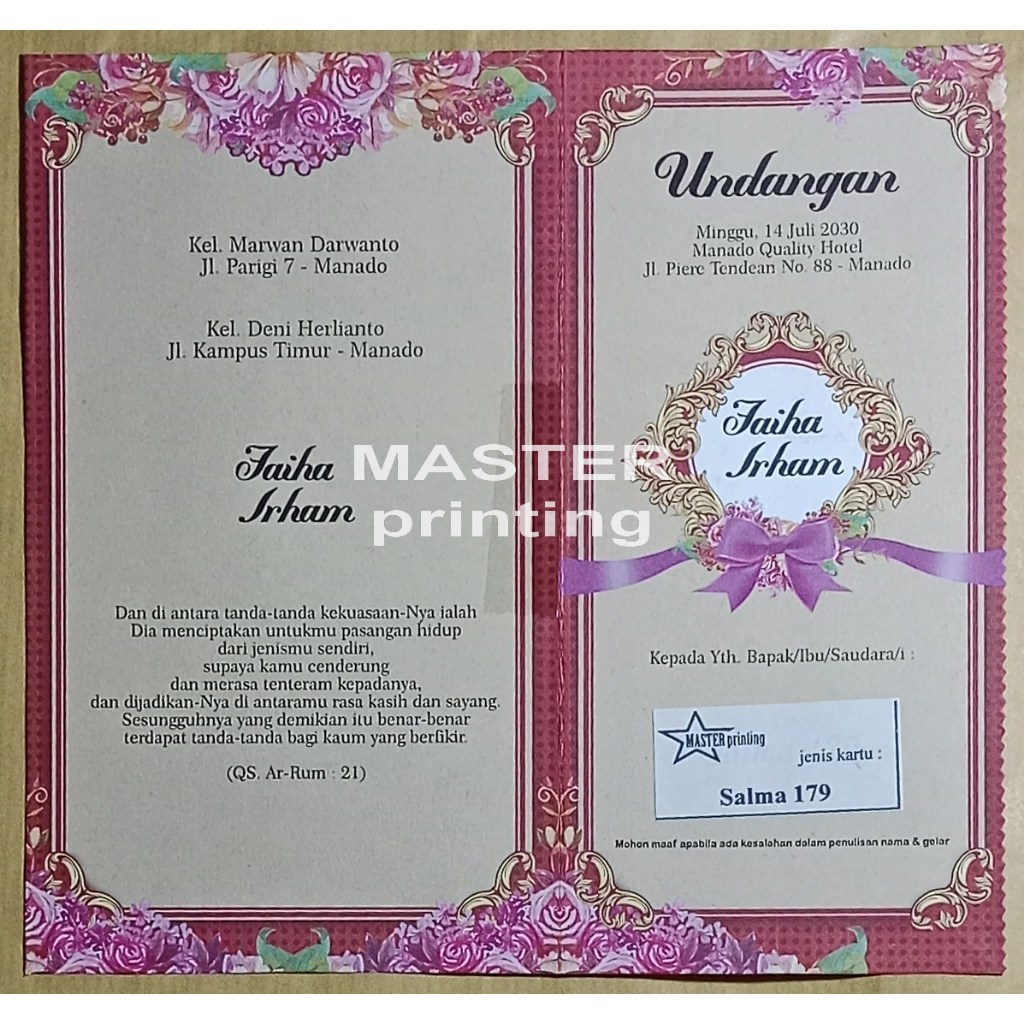 Kel. Marwan Darwanto
Jl. Parigi 7 - Manado
Kel. Deni Herlianto
Jl. Kampus Timur - Manado
Taiha
Irham
Dan di antara tanda-tanda kekuasaan-Nya ialah
Dia menciptakan untukmu pasangan hidup
dari jenismu sendiri,
supaya kamu cenderung
dan merasa tenteram kepadanya,
dan dijadikan-Nya di antaramu rasa kasih dan sayang.
Sesungguhnya yang demikian itu benar-benar
terdapat tanda-tanda bagi kaum yang berfikir.
(QS. Ar-Rum : 21)
MASTER
printing
Undangan
Minggu, 14 Juli 2030
Manado Quality Hotel
Jl. Piere Tendean No. 88 - Manado
Taiha
Irham
Kepada Yth. Bapak/Ibu/Saudara/i :
MASTER printing
jenis kartu :
Salma 179
Mohon maaf apabila ada kesalahan dalam penulisan nama & gelar